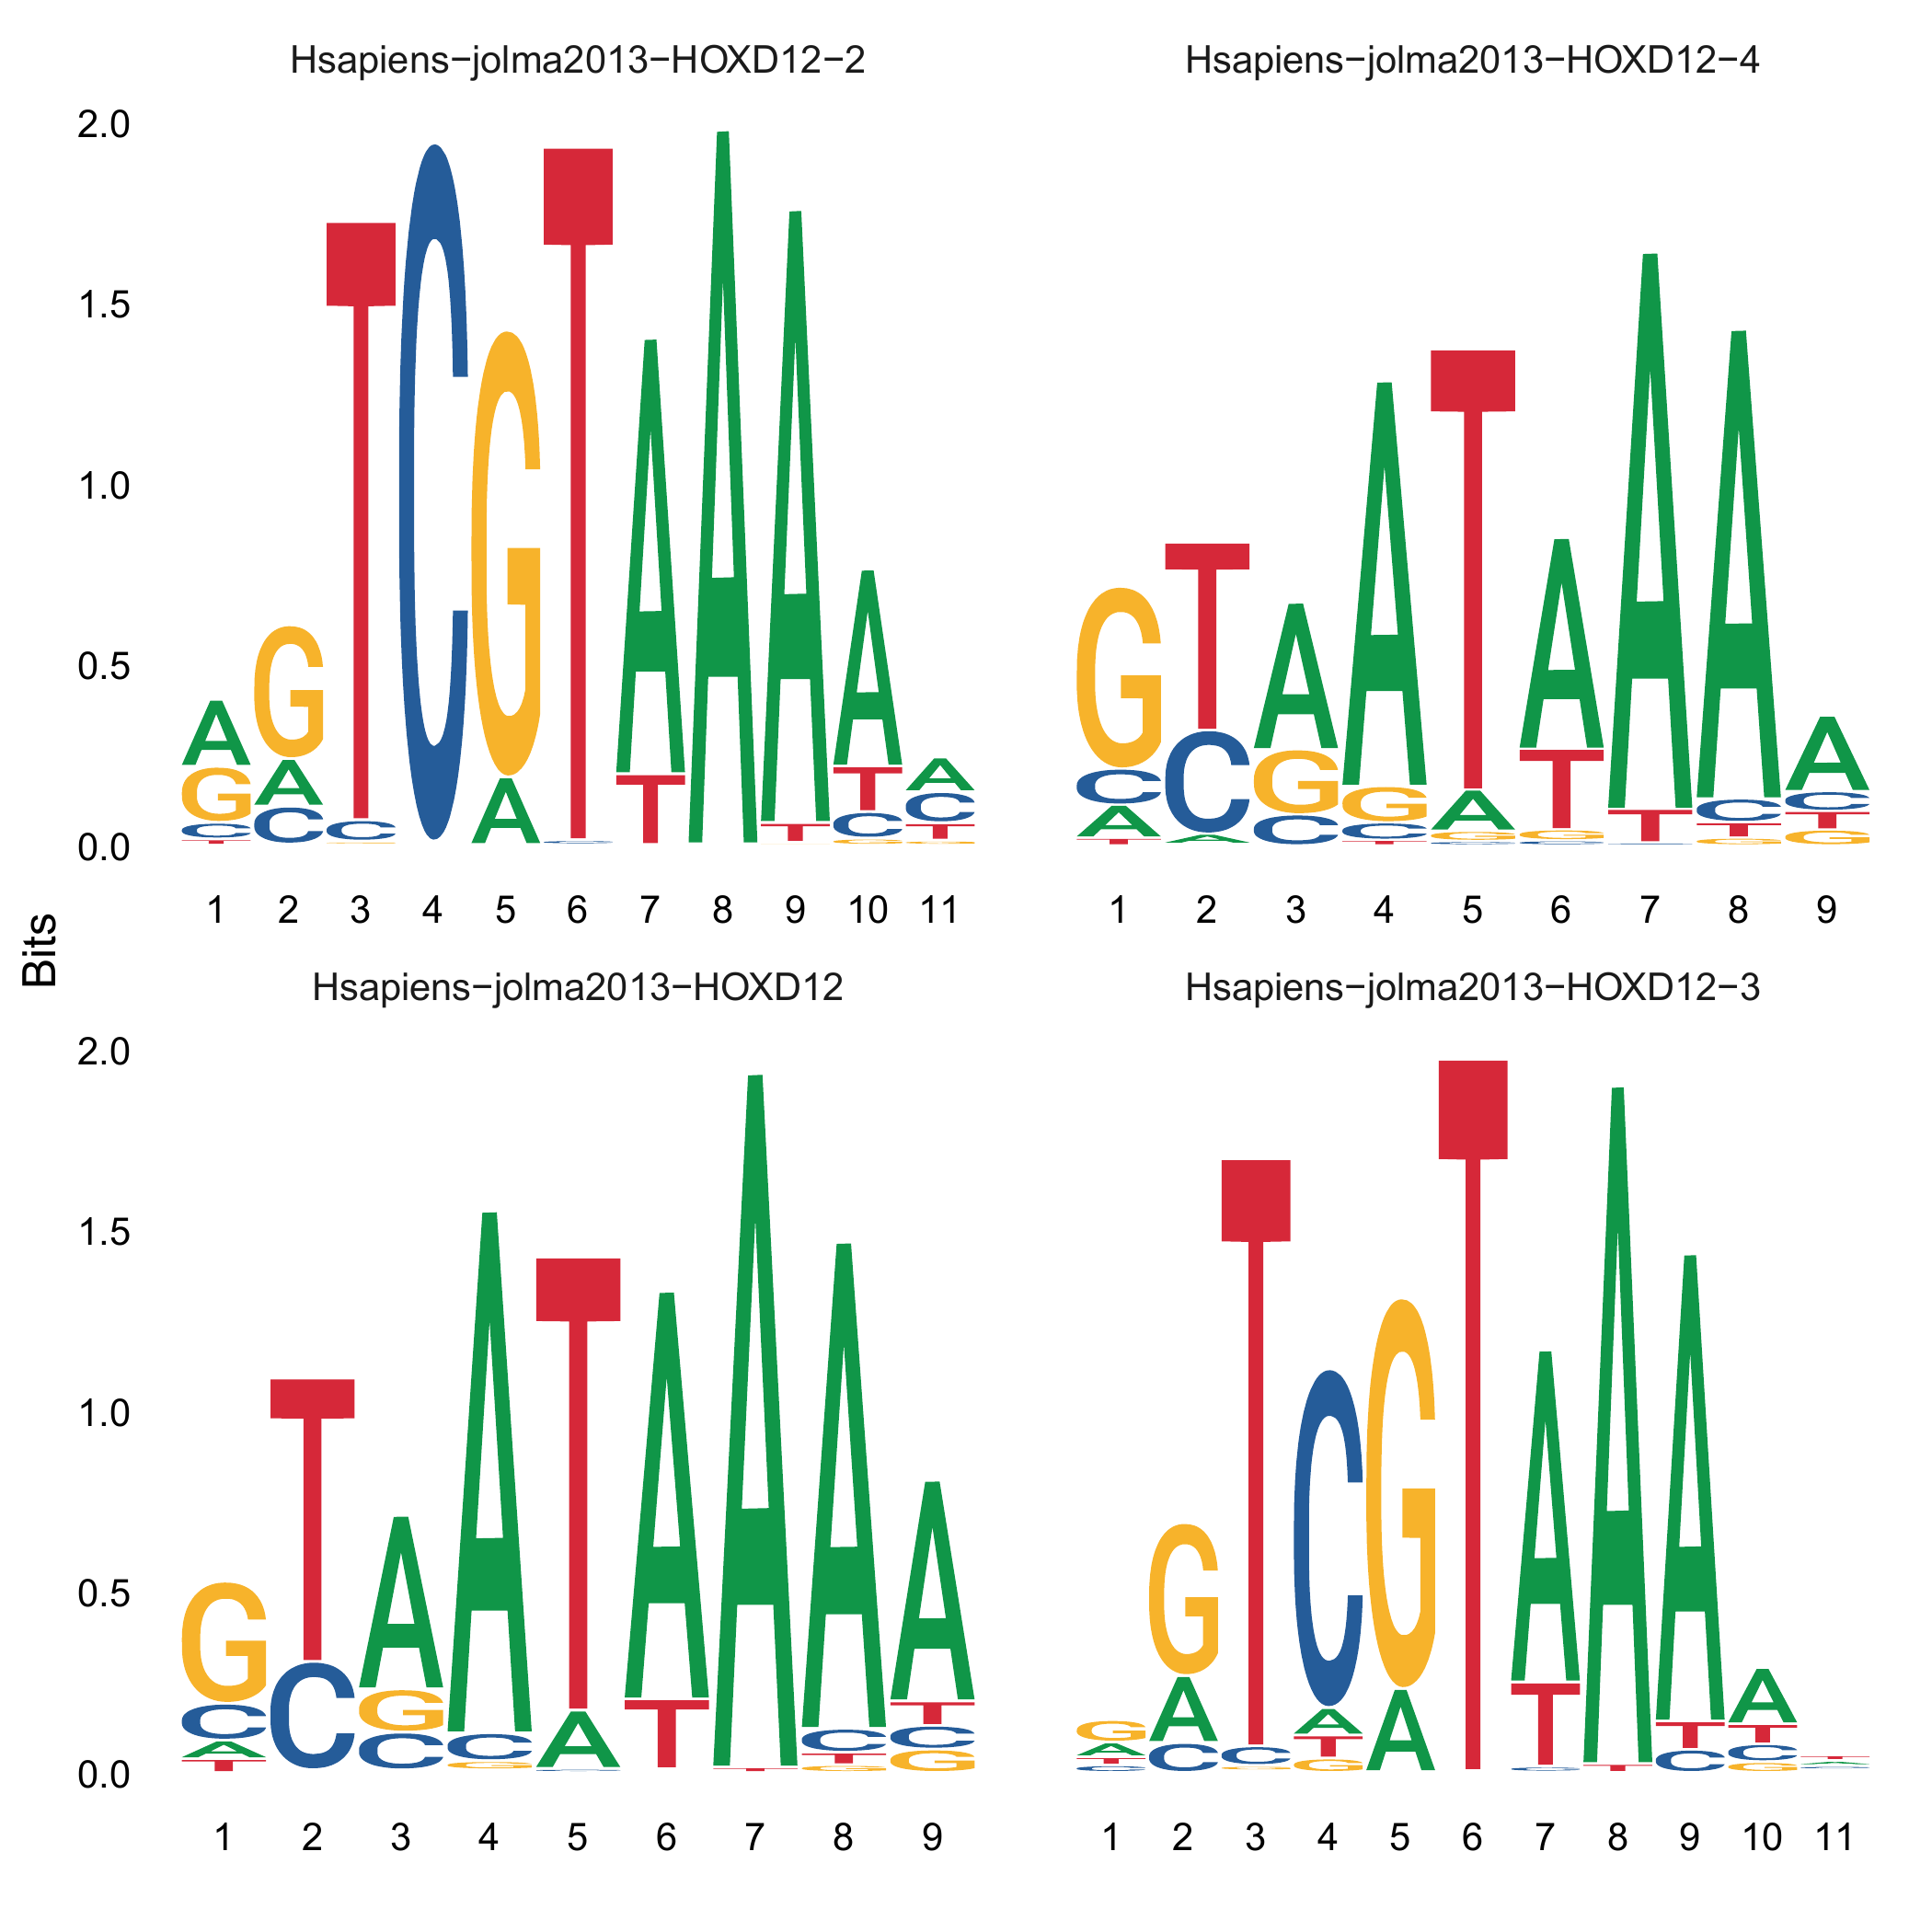 Hsapiens−jolma2013−HOXD12−2
Hsapiens−jolma2013−HOXD12−4
2.0
1.5
1.0
0.5
0.0
1 2 3 4 5 6 7 8 9 10 11
1 2 3 4 5 6 7 8 9
Bits
Hsapiens−jolma2013−HOXD12
Hsapiens−jolma2013−HOXD12−3
2.0
1.5
1.0
0.5
0.0
1 2 3 4 5 6 7 8 9
1 2 3 4 5 6 7 8 9 10 11